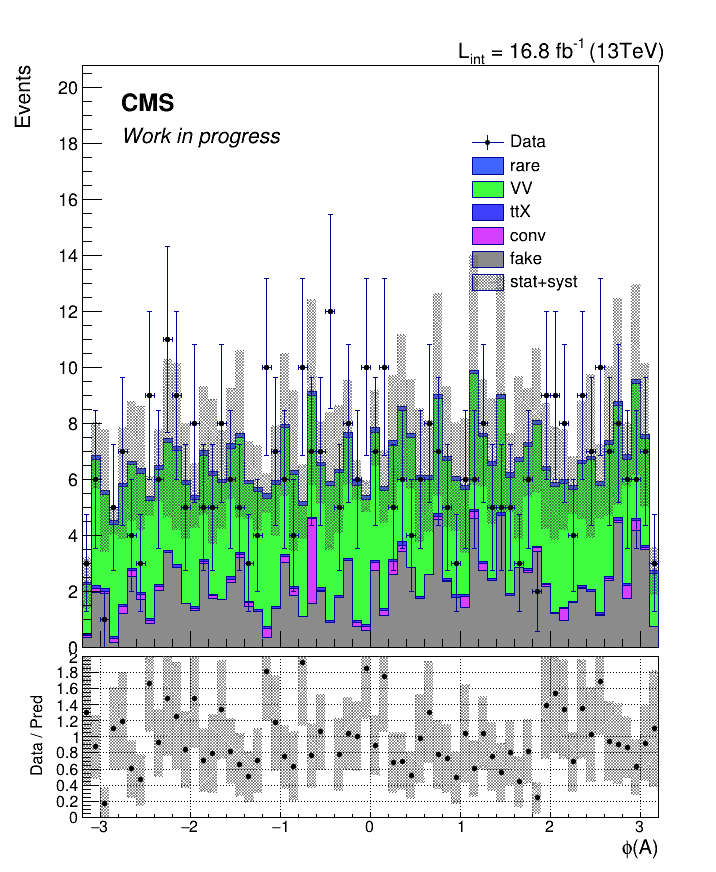 L_int = 16.8 fb^-1 (13TeV)
Events
CMS
Work in progress
Data
rare
VV
ttX
conv
fake
stat+syst
20
18
16
14
12
10
8
6
4
2
0
Data / Pred
2
1.8
1.6
1.4
1.2
1
0.8
0.6
0.4
0.2
0
−3 −2 −1 0 1 2 3
ϕ(A)